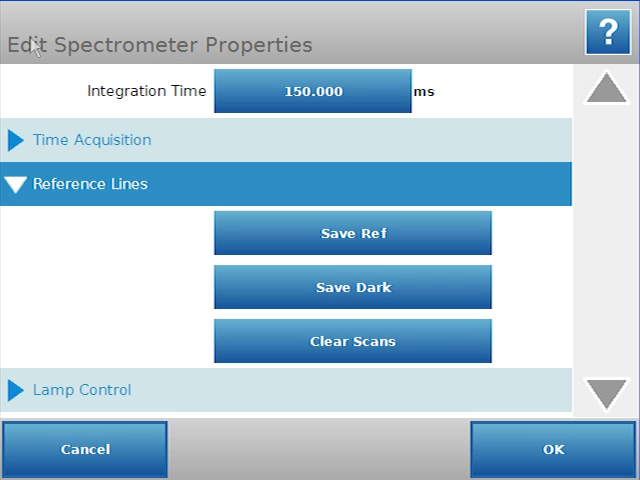 Edit Spectrometer Properties
?
Integration Time 150.000 ms
Time Acquisition
Reference Lines
Save Ref
Save Dark
Clear Scans
Lamp Control
Cancel OK